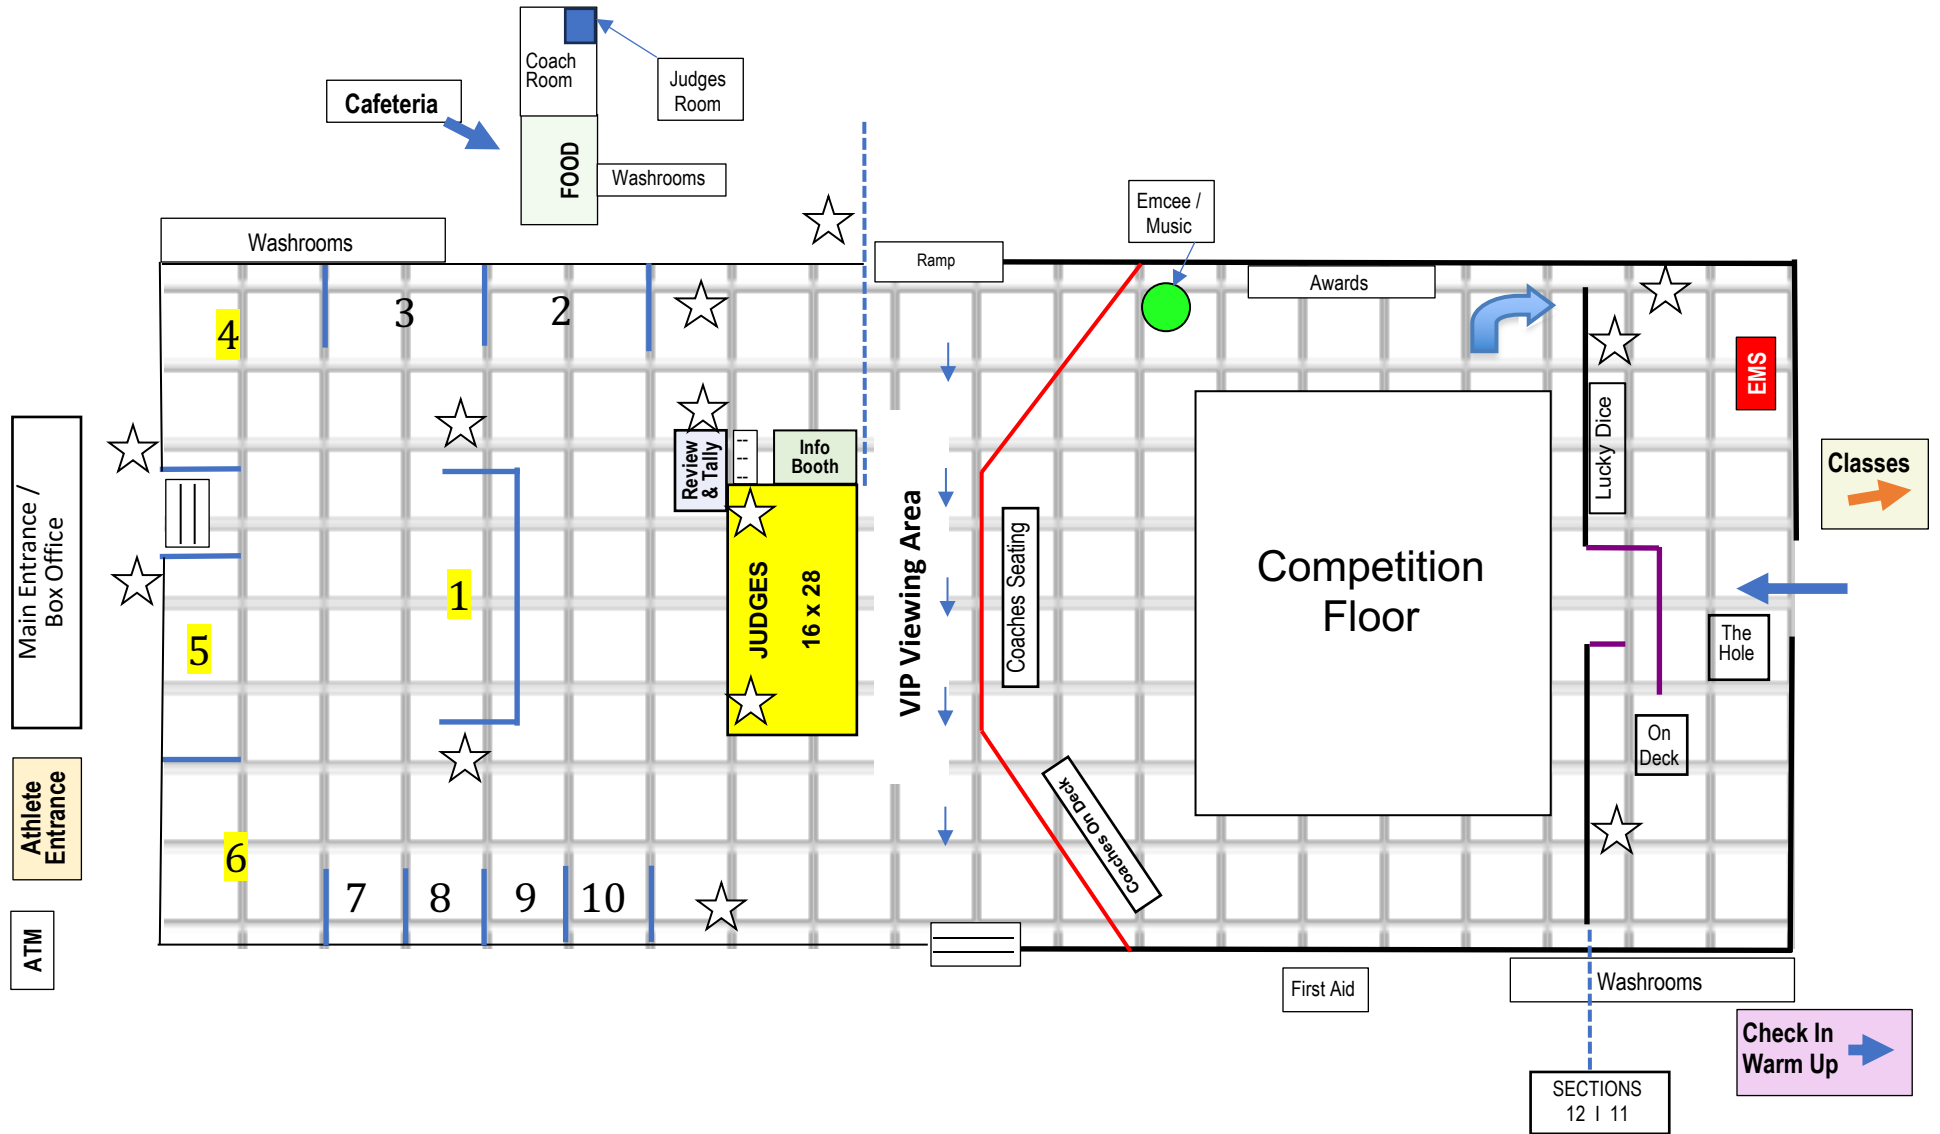 Coach
Room
Judges
Room
Cafeteria
FOOD
Washrooms
Emcee /
Music
Washrooms
Ramp
Awards
4
3
2
EMS
Lucky Dice
Main Entrance /
Box Office
Review
& Tally
--
--
--
Info
Booth
Classes
JUDGES
16 x 28
VIP Viewing Area
Coaches Seating
Competition
Floor
1
5
The
Hole
On
Deck
Athlete
Entrance
6
Coaches On Deck
7
8
9
10
ATM
First Aid
Washrooms
Check In
Warm Up
SECTIONS
12 I 11